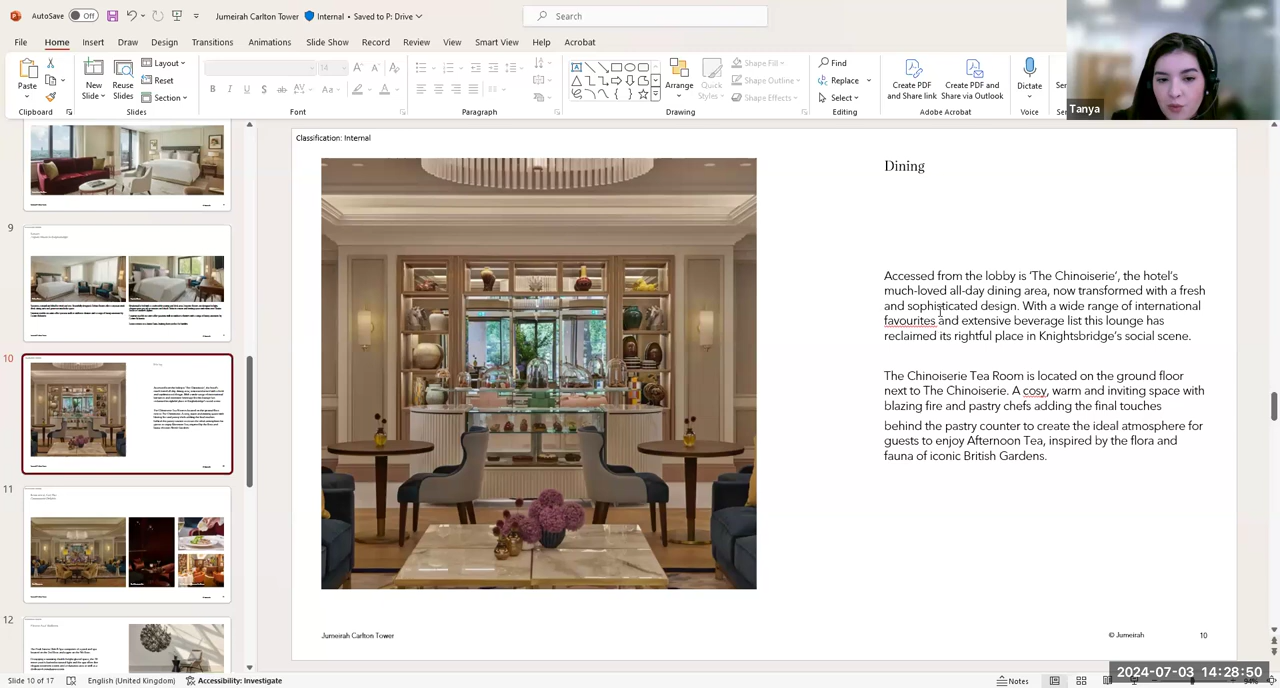 AutoSave
Off
Jumeirah Carlton Tower
Internal • Saved to P: Drive
Search
File
Home
Insert
Draw
Design
Transitions
Animations
Slide Show
Record
Review
View
Smart View
Help
Acrobat
Paste
New
Slide
Reuse
Slides
Layout
Reset
Section
Shape Fill
Shape Outline
Shape Effects
Arrange
Quick
Styles
Find
Replace
Select
Create PDF
and Share link
Create PDF and
Share via Outlook
Dictate
Clipboard
Slides
Font
Paragraph
Drawing
Editing
Adobe Acrobat
Voice
Tanya
Classification: Internal
Dining
Accessed from the lobby is ‘The Chinoiserie’, the hotel’s
much-loved all-day dining area, now transformed with a fresh
and sophisticated design. With a wide range of international
favourites and extensive beverage list this lounge has
reclaimed its rightful place in Knightsbridge’s social scene.
The Chinoiserie Tea Room is located on the ground floor
next to The Chinoiserie. A cosy, warm and inviting space with
blazing fire and pastry chefs adding the final touches
behind the pastry counter to create the ideal atmosphere for
guests to enjoy Afternoon Tea, inspired by the flora and
fauna of iconic British Gardens.
Jumeirah Carlton Tower
© Jumeirah
10
9
10
11
12
Slide 10 of 17
English (United Kingdom)
Accessibility: Investigate
Notes
2024-07-03 14:28:50